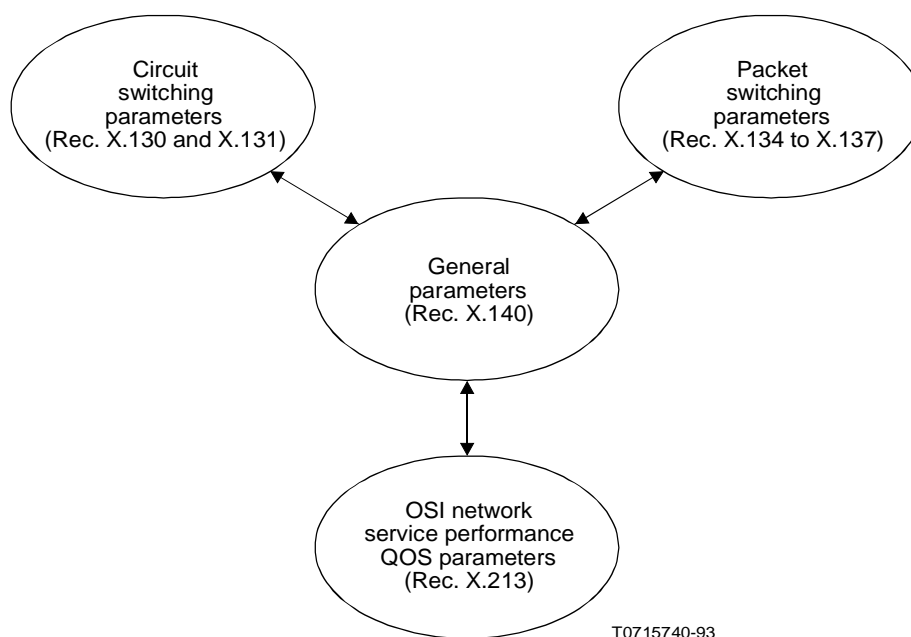 Circuit
switching
parameters
(Rec. X.130 and X.131)
Packet
switching
parameters
(Rec. X.134 to X.137)
General
parameters
(Rec. X.140)
OSI network
service performance
QOS parameters
(Rec. X.213)
T0715740-93